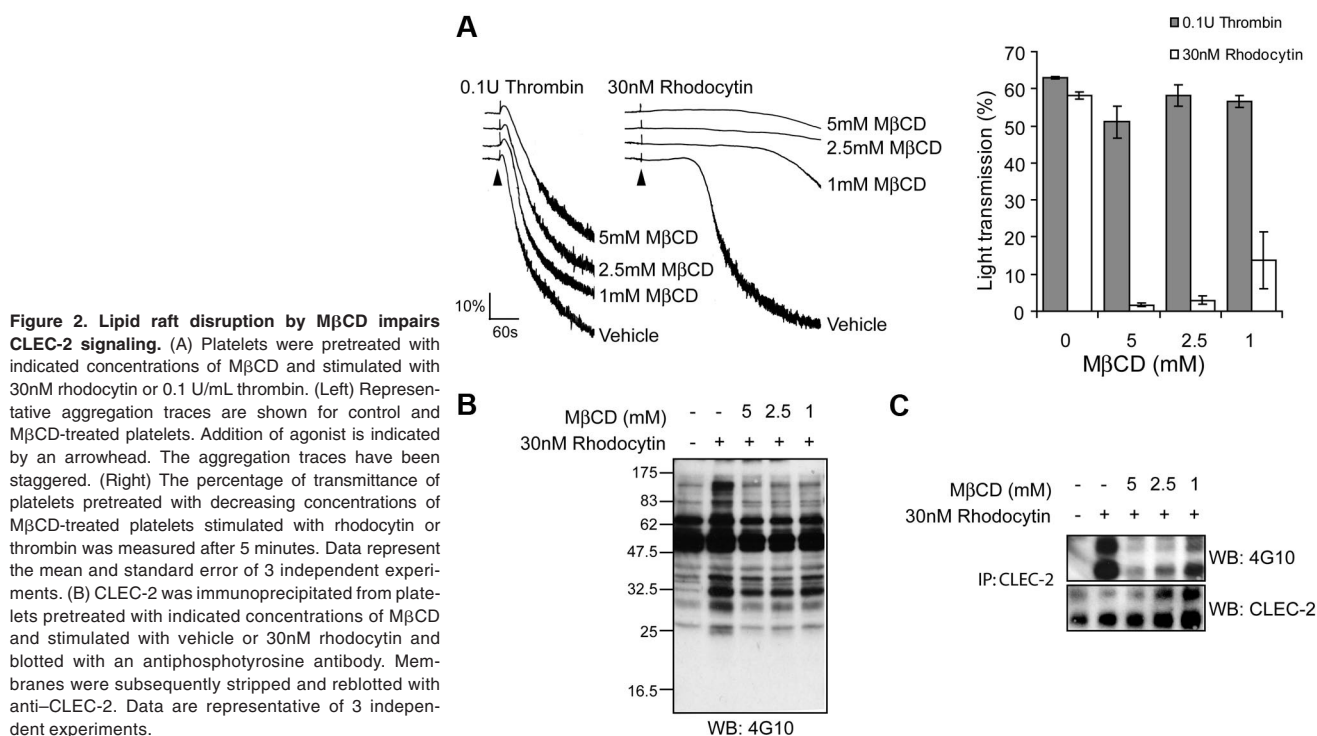 A
0.1U Thrombin
30nM Rhodocytin
5mM MβCD
2.5mM MβCD
1mM MβCD
Vehicle
10%
60s
5mM MβCD
2.5mM MβCD
1mM MβCD
Vehicle
0.1U Thrombin
30nM Rhodocytin
Light transmission (%)
70
60
50
40
30
20
10
0
0 5 2.5 1
MβCD (mM)
Figure 2. Lipid raft disruption by MβCD impairs
CLEC-2 signaling. (A) Platelets were pretreated with
indicated concentrations of MβCD and stimulated with
30nM rhodocytin or 0.1 U/mL thrombin. (Left) Represen-
tative aggregation traces are shown for control and
MβCD-treated platelets. Addition of agonist is indicated
by an arrowhead. The aggregation traces have been
staggered. (Right) The percentage of transmittance of
platelets pretreated with decreasing concentrations of
MβCD-treated platelets stimulated with rhodocytin or
thrombin was measured after 5 minutes. Data represent
the mean and standard error of 3 independent experi-
ments. (B) CLEC-2 was immunoprecipitated from plate-
lets pretreated with indicated concentrations of MβCD
and stimulated with vehicle or 30nM rhodocytin and
blotted with an antiphosphotyrosine antibody. Mem-
branes were subsequently stripped and reblotted with
anti–CLEC-2. Data are representative of 3 indepen-
dent experiments.
B
MβCD (mM) - - 5 2.5 1
30nM Rhodocytin - + + + +
175
83
62
47.5
32.5
25
16.5
WB: 4G10
C
MβCD (mM) - - 5 2.5 1
30nM Rhodocytin - + + + +
IP: CLEC-2
WB: 4G10
WB: CLEC-2